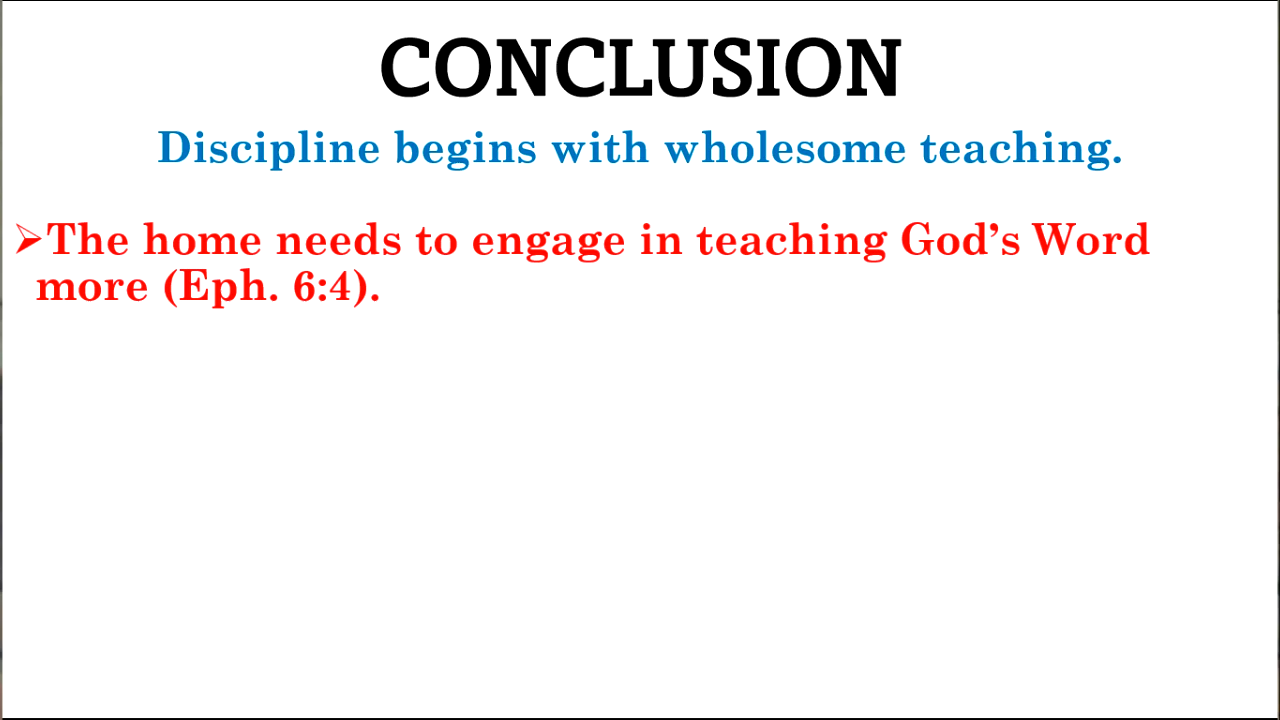 CONCLUSION
Discipline begins with wholesome teaching.
➢The home needs to engage in teaching God’s Word
more (Eph. 6:4).